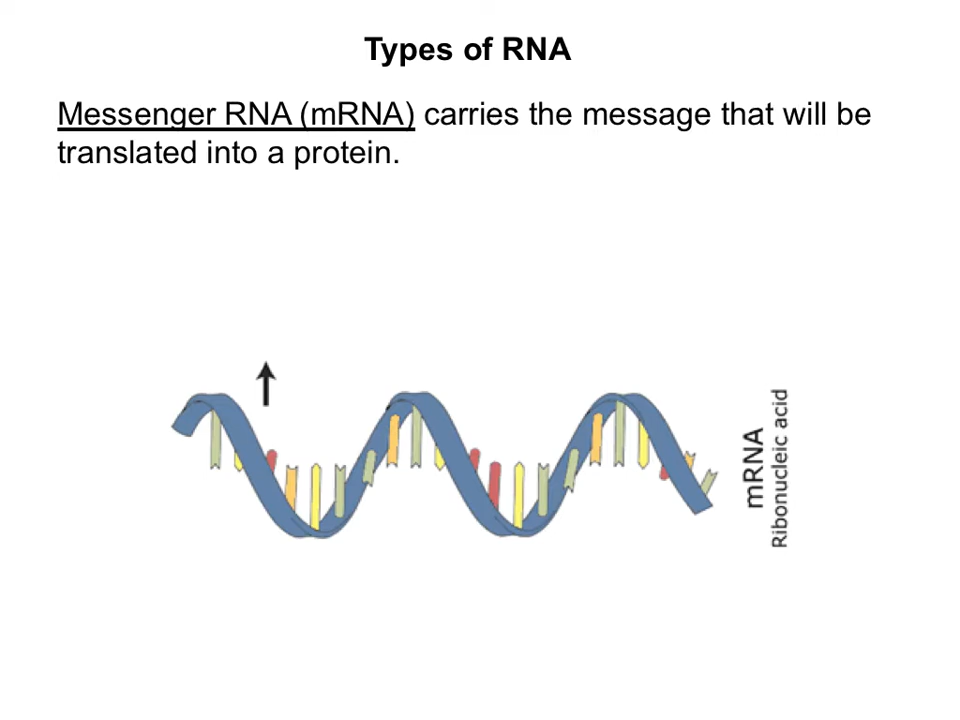 Types of RNA
Messenger RNA (mRNA) carries the message that will be
translated into a protein.
mRNA
Ribonucleic acid